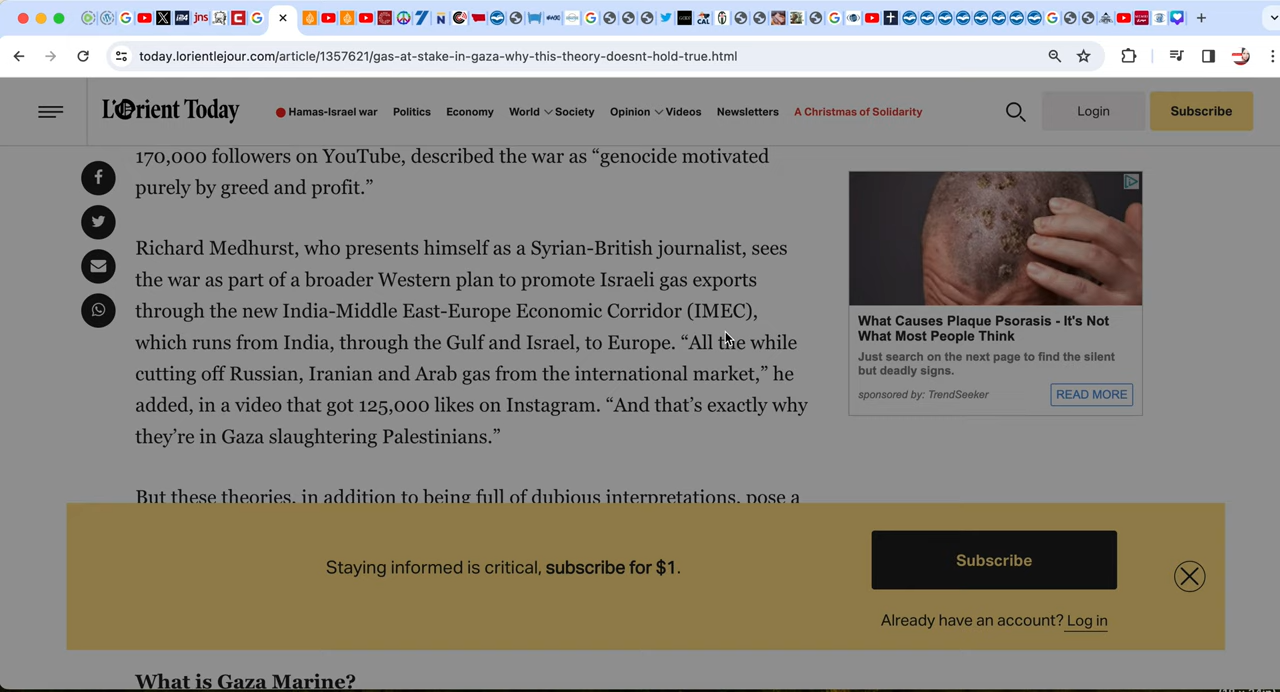 today.lorientlejour.com/article/1357621/gas-at-stake-in-gaza-why-this-theory-doesnt-hold-true.html
L'Orient Today
Hamas-Israel war Politics Economy World Society Opinion Videos Newsletters A Christmas of Solidarity
Login
Subscribe
170,000 followers on YouTube, described the war as “genocide motivated
purely by greed and profit.”
Richard Medhurst, who presents himself as a Syrian-British journalist, sees
the war as part of a broader Western plan to promote Israeli gas exports
through the new India-Middle East-Europe Economic Corridor (IMEC),
which runs from India, through the Gulf and Israel, to Europe. “All the while
cutting off Russian, Iranian and Arab gas from the international market,” he
added, in a video that got 125,000 likes on Instagram. “And that’s exactly why
they’re in Gaza slaughtering Palestinians.”
But these theories, in addition to being full of dubious interpretations, pose a
What Causes Plaque Psoriasis - It's Not
What Most People Think
Just search on the next page to find the silent
but deadly signs.
sponsored by: TrendSeeker
READ MORE
Staying informed is critical, subscribe for $1.
Subscribe
Already have an account? Log in
What is Gaza Marine?